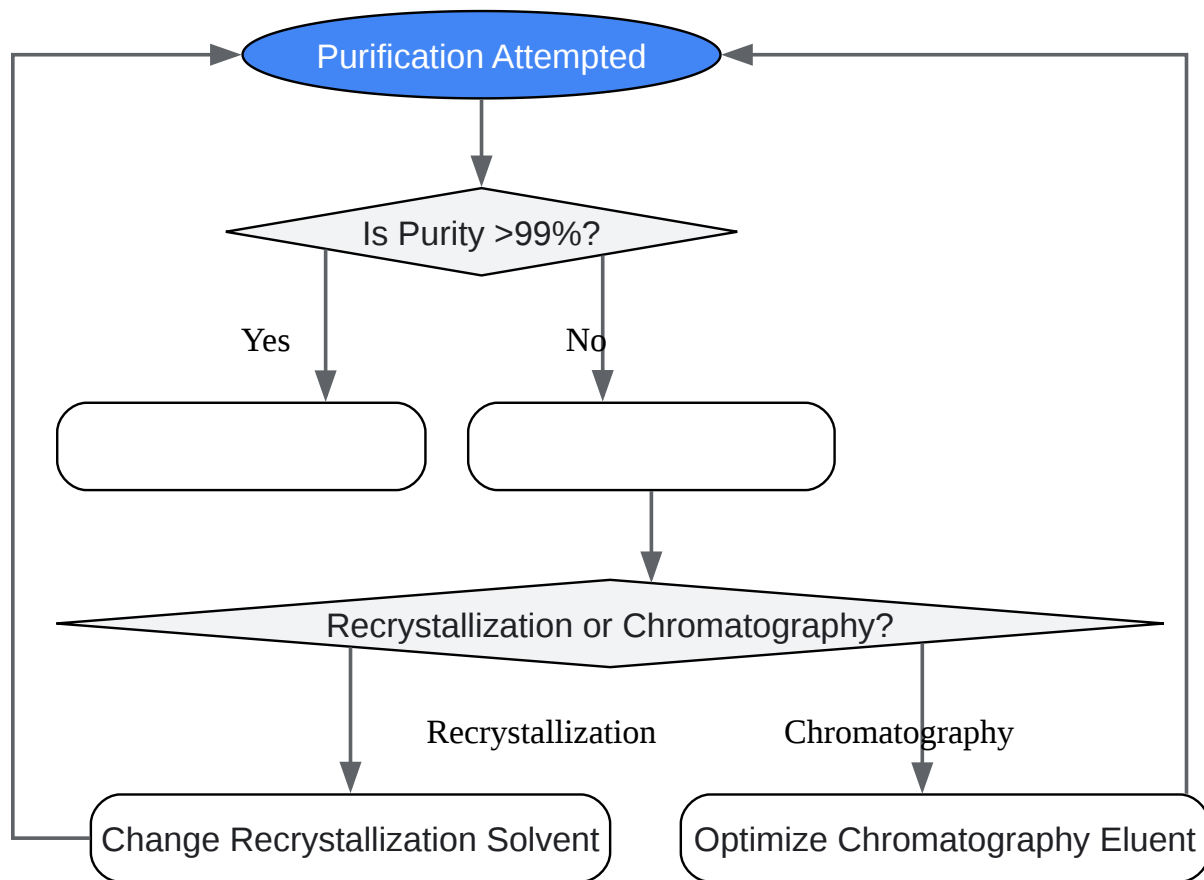 Purification Attempted
Is Purity >99%?
Yes
No
Recrystallization or Chromatography?
Recrystallization
Chromatography
Change Recrystallization Solvent
Optimize Chromatography Eluent